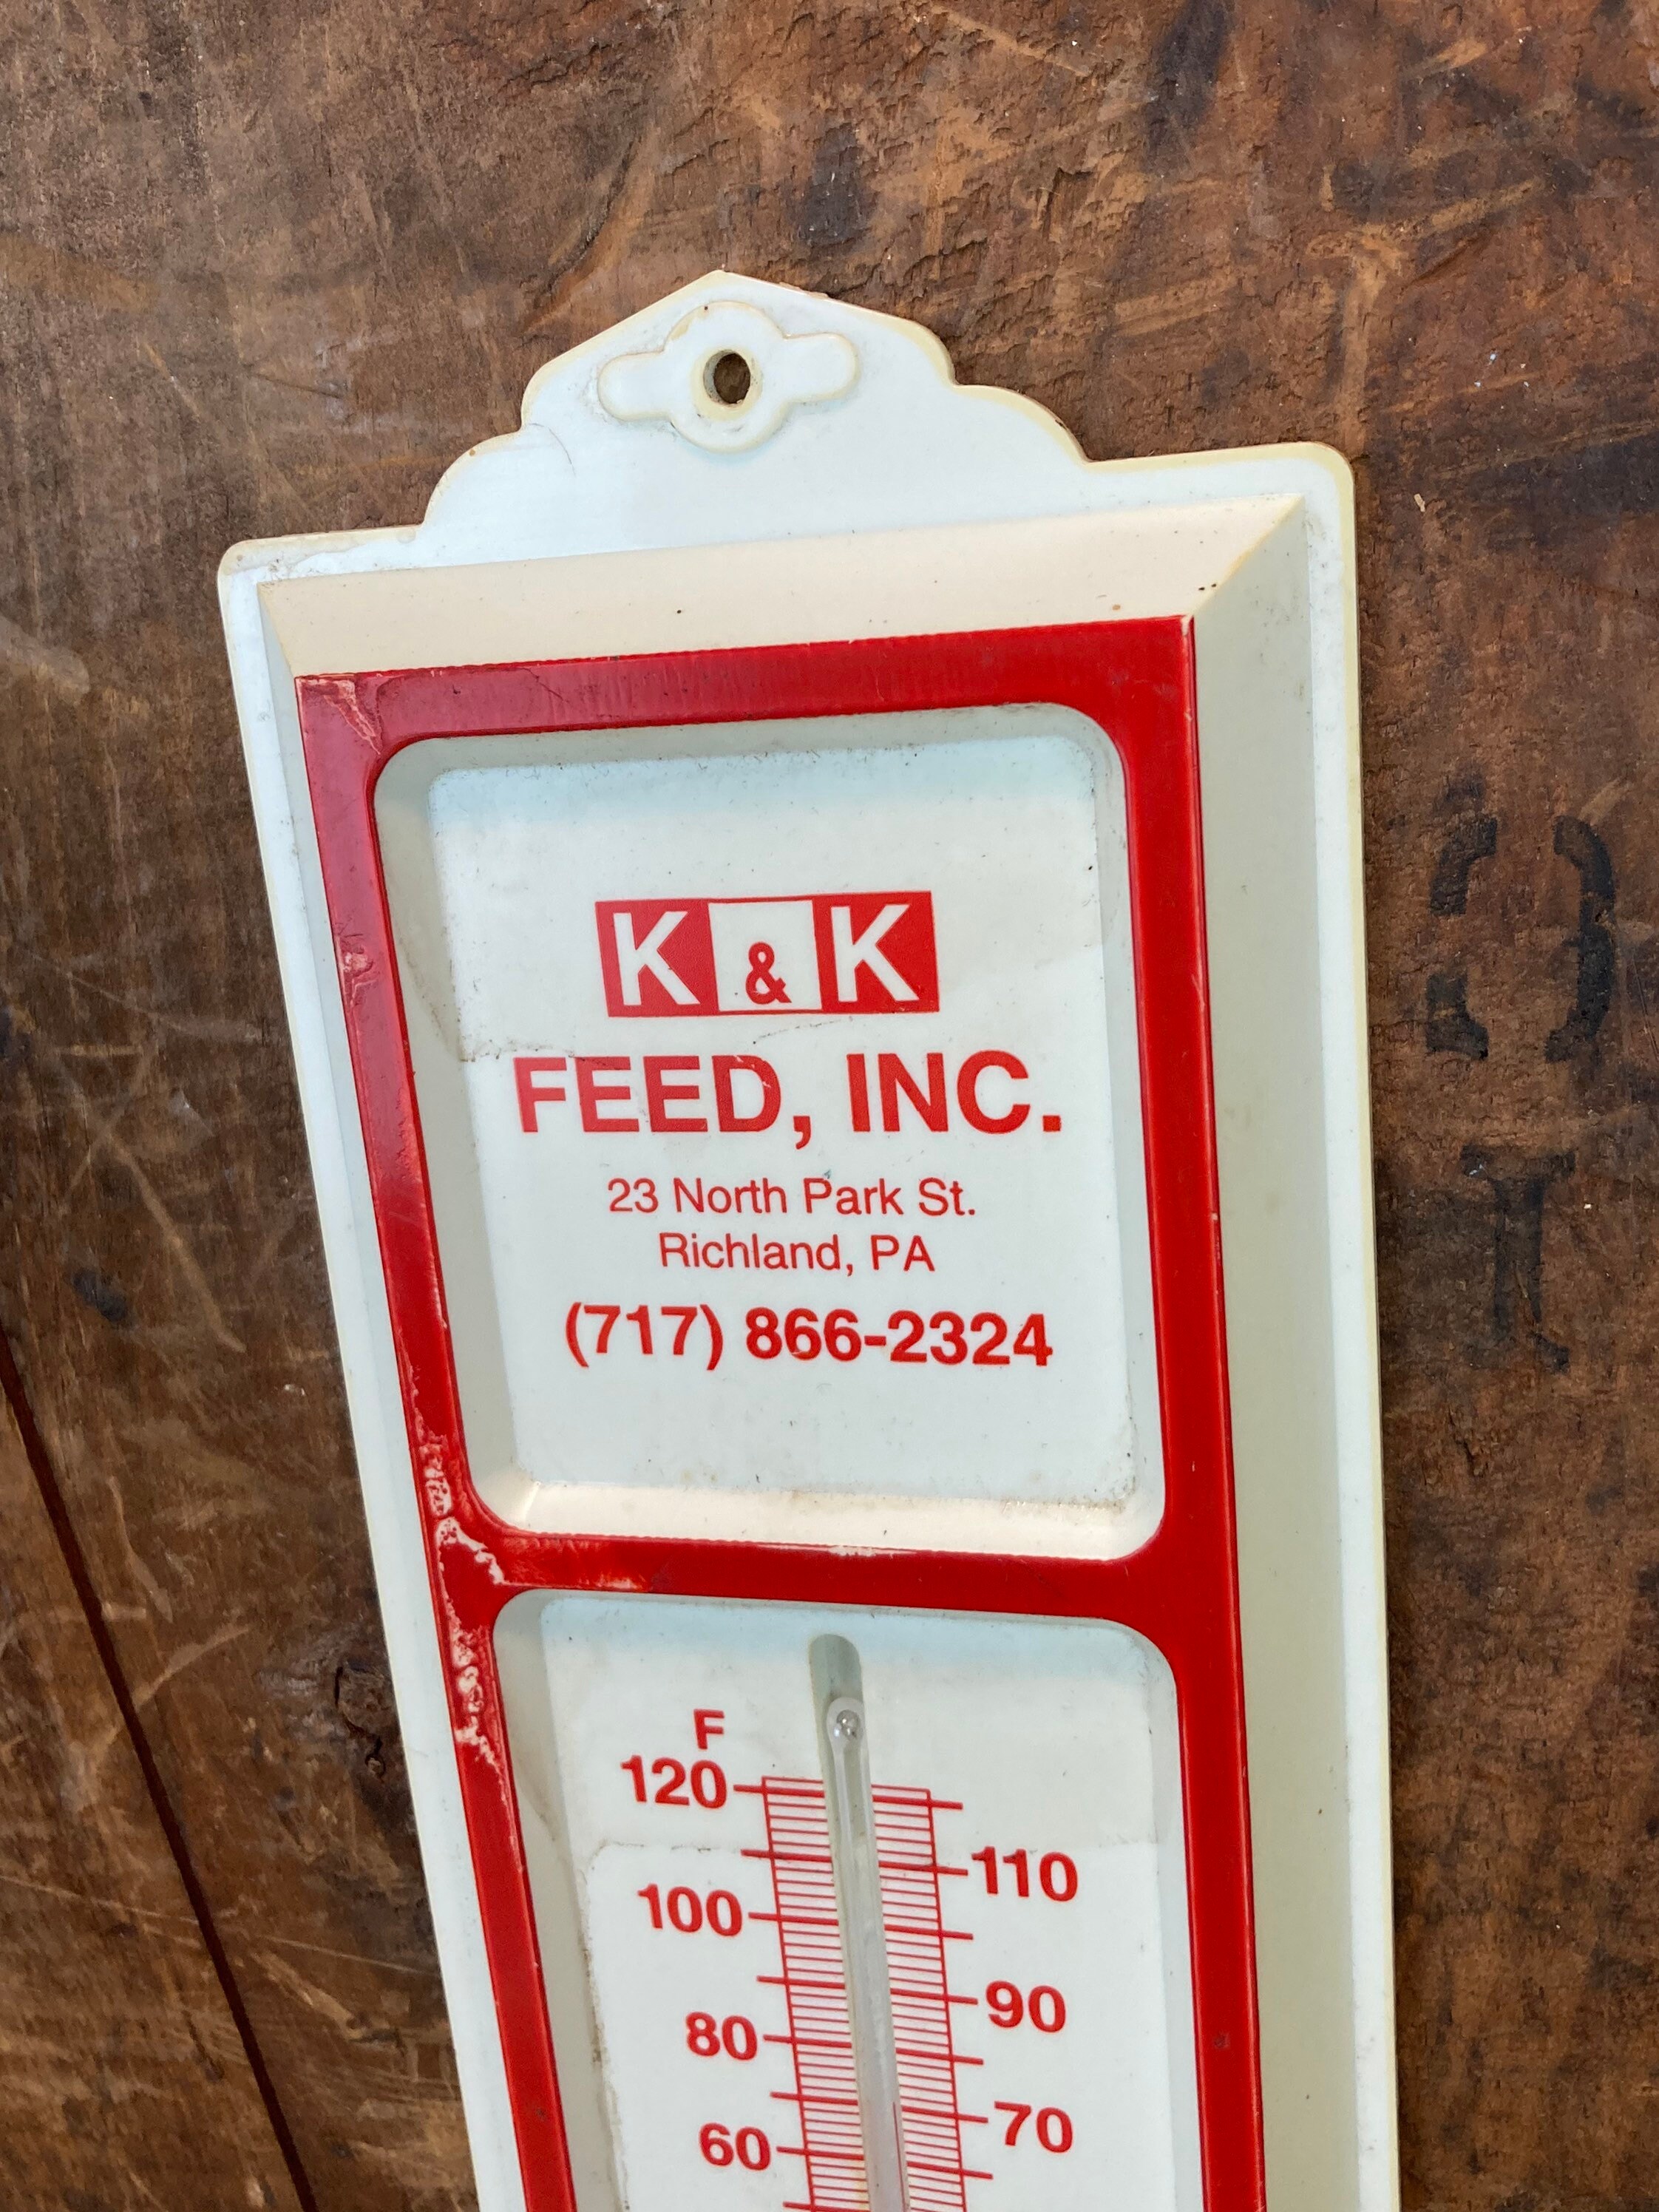 K & K
FEED, INC.
23 North Park St.
Richland, PA
(717) 866-2324
F
120
110
100
90
80
70
60